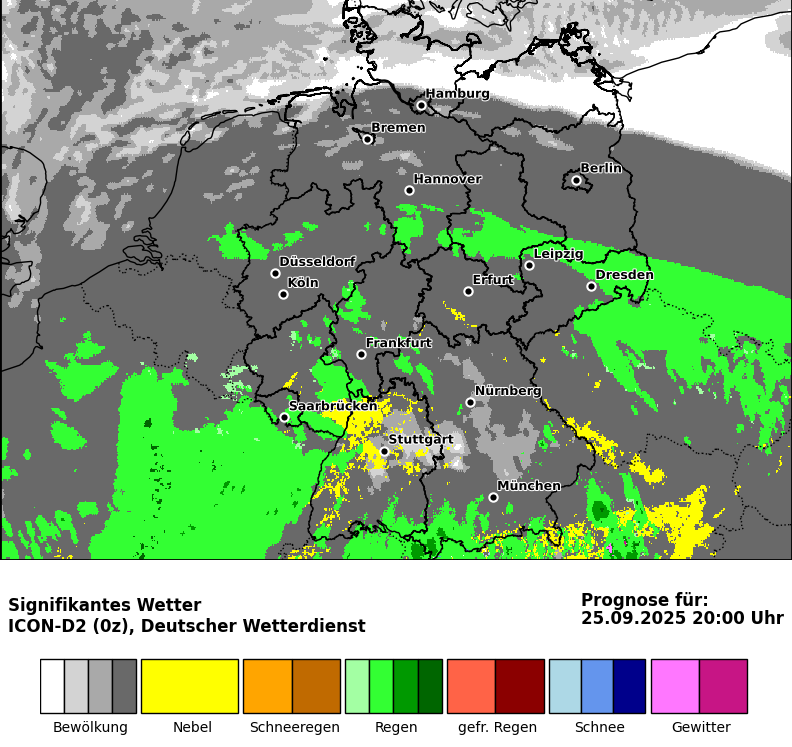 Hamburg
Bremen
Berlin
Hannover
Leipzig
Düsseldorf
Dresden
Köln
Erfurt
Frankfurt
Nürnberg
Saarbrücken
Stuttgart
München
Signifikantes Wetter
ICON-D2 (0z), Deutscher Wetterdienst
Prognose für:
25.09.2025 20:00 Uhr
Bewölkung
Nebel
Schneeregen
Regen
gefr. Regen
Schnee
Gewitter